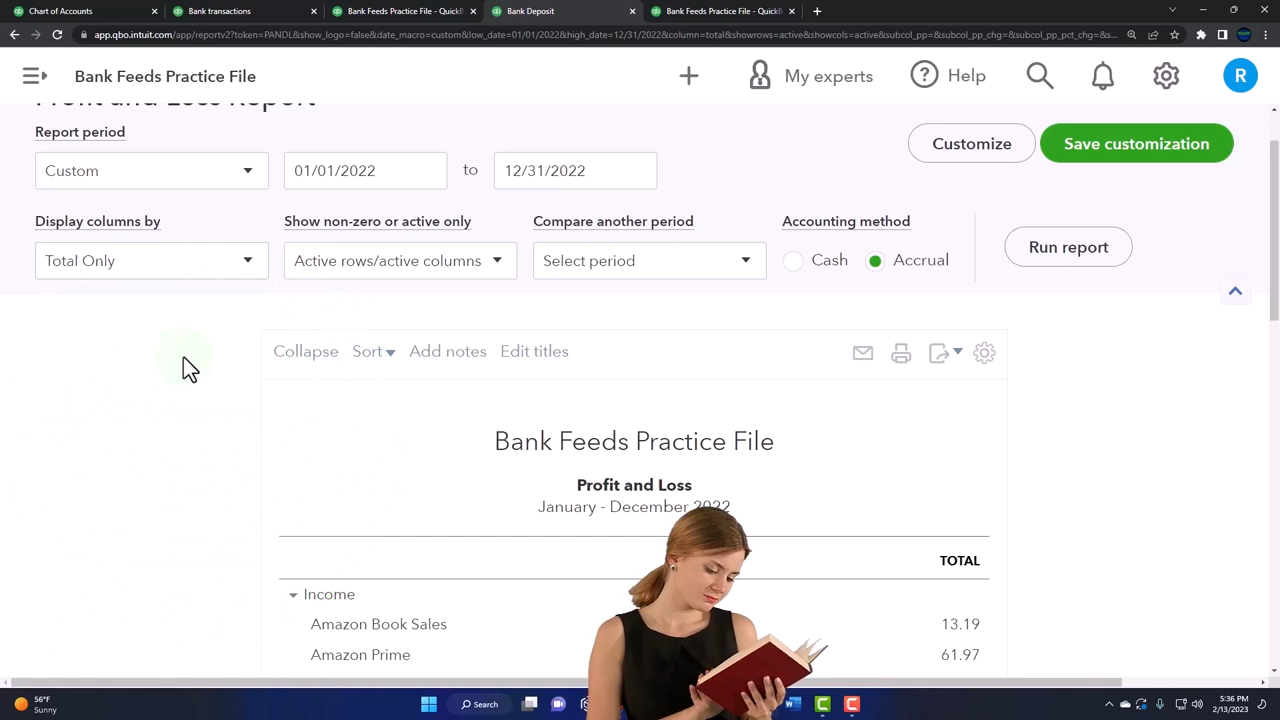 Chart of Accounts
Bank transactions
Bank Feeds Practice File - QuickB
Bank Deposit
Bank Feeds Practice File - QuickB
app.qbo.intuit.com/app/reportv2?token=PANDL&show_logo=false&date_macro=custom&low_date=01/01/2022&high_date=12/31/2022&column=total&showrows=active&showcols=active&subcol_pp=&subcol_pp_chg=&subcol_pp_pct_chg=&s...
Bank Feeds Practice File
My experts
Help
R
Profit and Loss Report
Report period
Custom
01/01/2022
to
12/31/2022
Customize
Save customization
Display columns by
Show non-zero or active only
Compare another period
Accounting method
Total Only
Active rows/active columns
Select period
Cash
Accrual
Run report
Collapse
Sort
Add notes
Edit titles
Bank Feeds Practice File
Profit and Loss
January - December 2022
TOTAL
Income
Amazon Book Sales 13.19
Amazon Prime 61.97
56°F
Sunny
Search
5:36 PM
2/13/2023